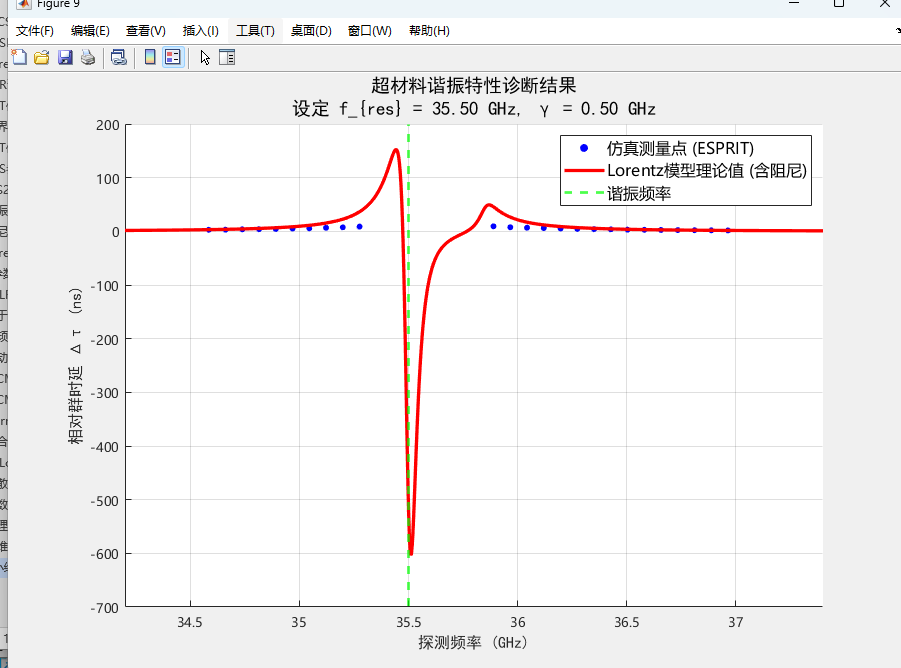 Figure 9
文件(F) 编辑(E) 查看(V) 插入(I) 工具(T) 桌面(D) 窗口(W) 帮助(H)
超材料谐振特性诊断结果
设定 f_{res} = 35.50 GHz, γ = 0.50 GHz
仿真测量点 (ESPRIT)
Lorentz模型理论值 (含阻尼)
谐振频率
相对群时延 Δ τ (ns)
200
100
0
-100
-200
-300
-400
-500
-600
-700
34.5 35 35.5 36 36.5 37
探测频率 (GHz)